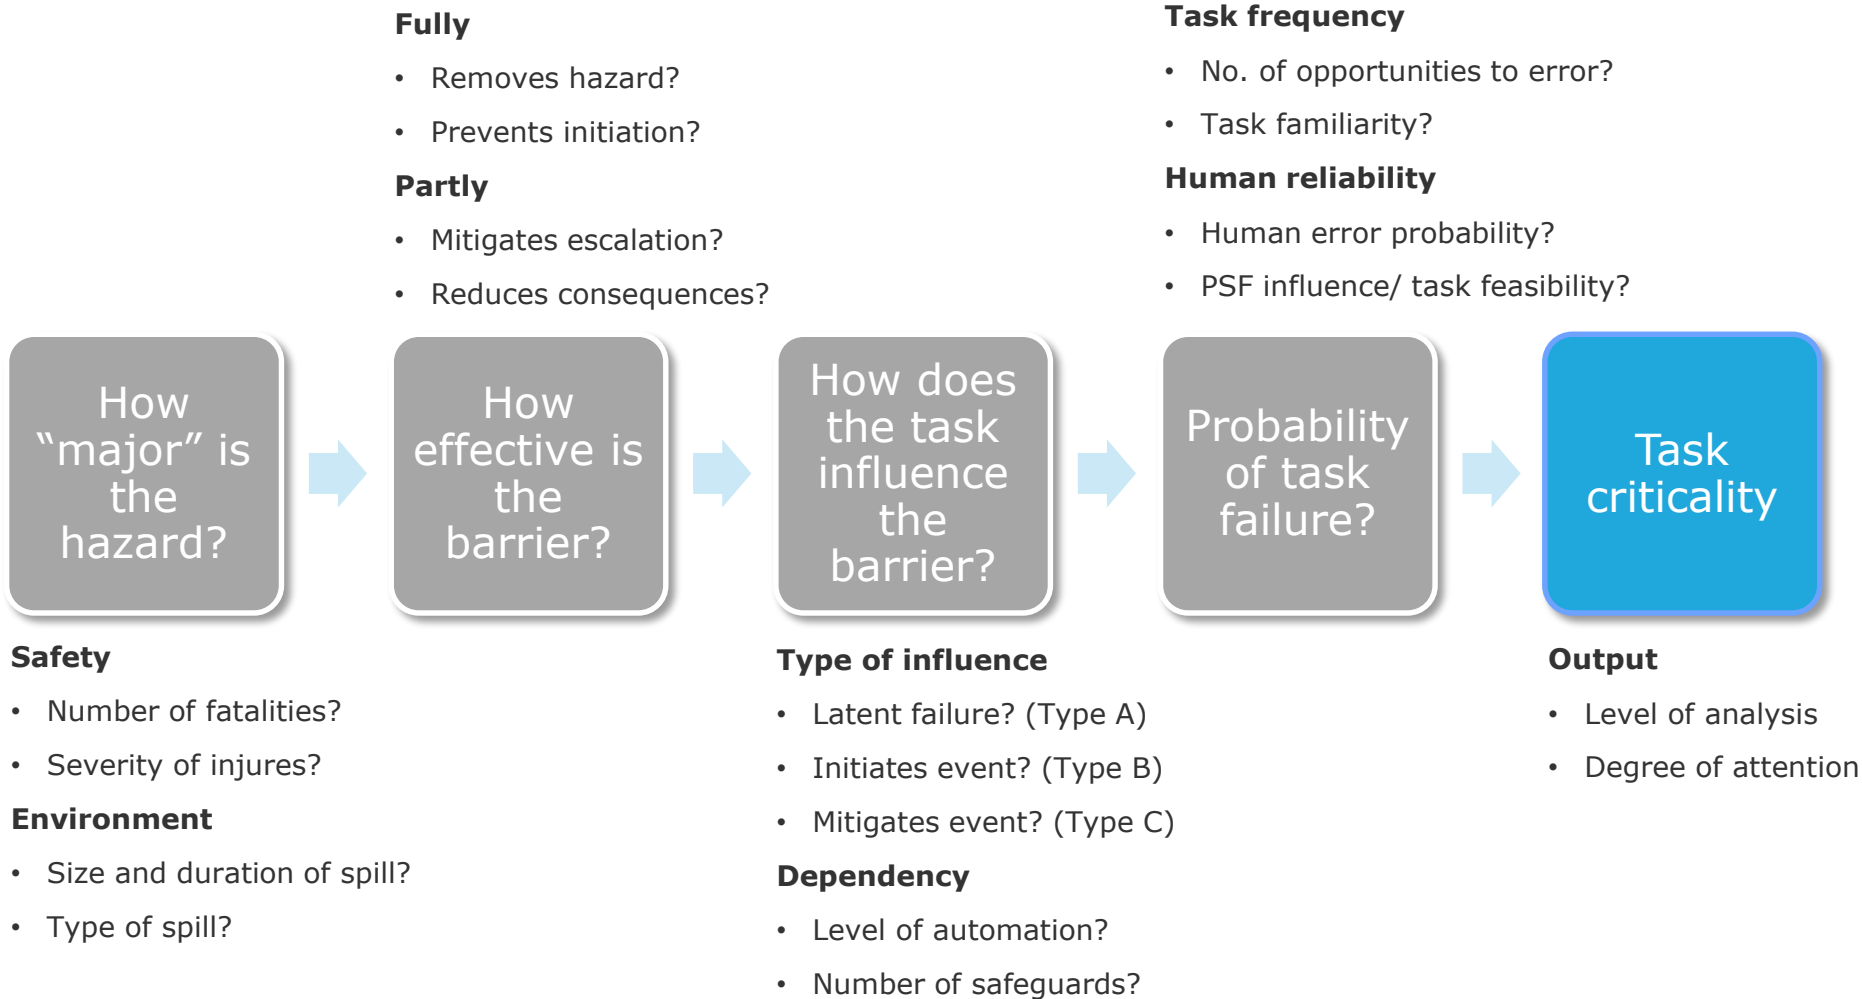 Fully
• Removes hazard?
• Prevents initiation?
Partly
• Mitigates escalation?
• Reduces consequences?
Task frequency
• No. of opportunities to error?
• Task familiarity?
Human reliability
• Human error probability?
• PSF influence/ task feasibility?
How
“major” is
the
hazard?
How
effective is
the
barrier?
How does
the task
influence
the
barrier?
Probability
of task
failure?
Task
criticality
Safety
• Number of fatalities?
• Severity of injures?
Environment
• Size and duration of spill?
• Type of spill?
Type of influence
• Latent failure? (Type A)
• Initiates event? (Type B)
• Mitigates event? (Type C)
Dependency
• Level of automation?
• Number of safeguards?
Output
• Level of analysis
• Degree of attention